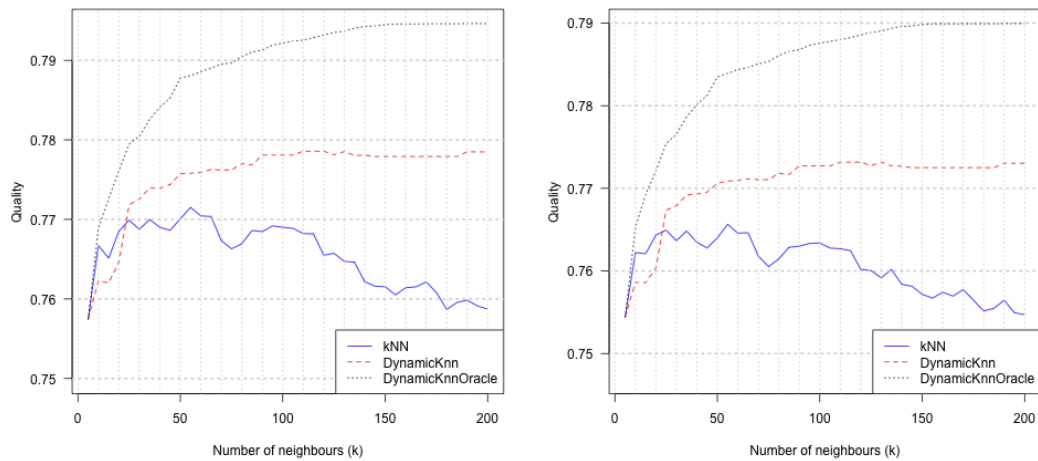 0.79
0.78
0.77
0.76
0.75
Quality
0
50
100
150
200
Number of neighbours (k)
kNN
DynamicKnn
DynamicKnnOracle
0.79
0.78
0.77
0.76
0.75
Quality
0
50
100
150
200
Number of neighbours (k)
kNN
DynamicKnn
DynamicKnnOracle